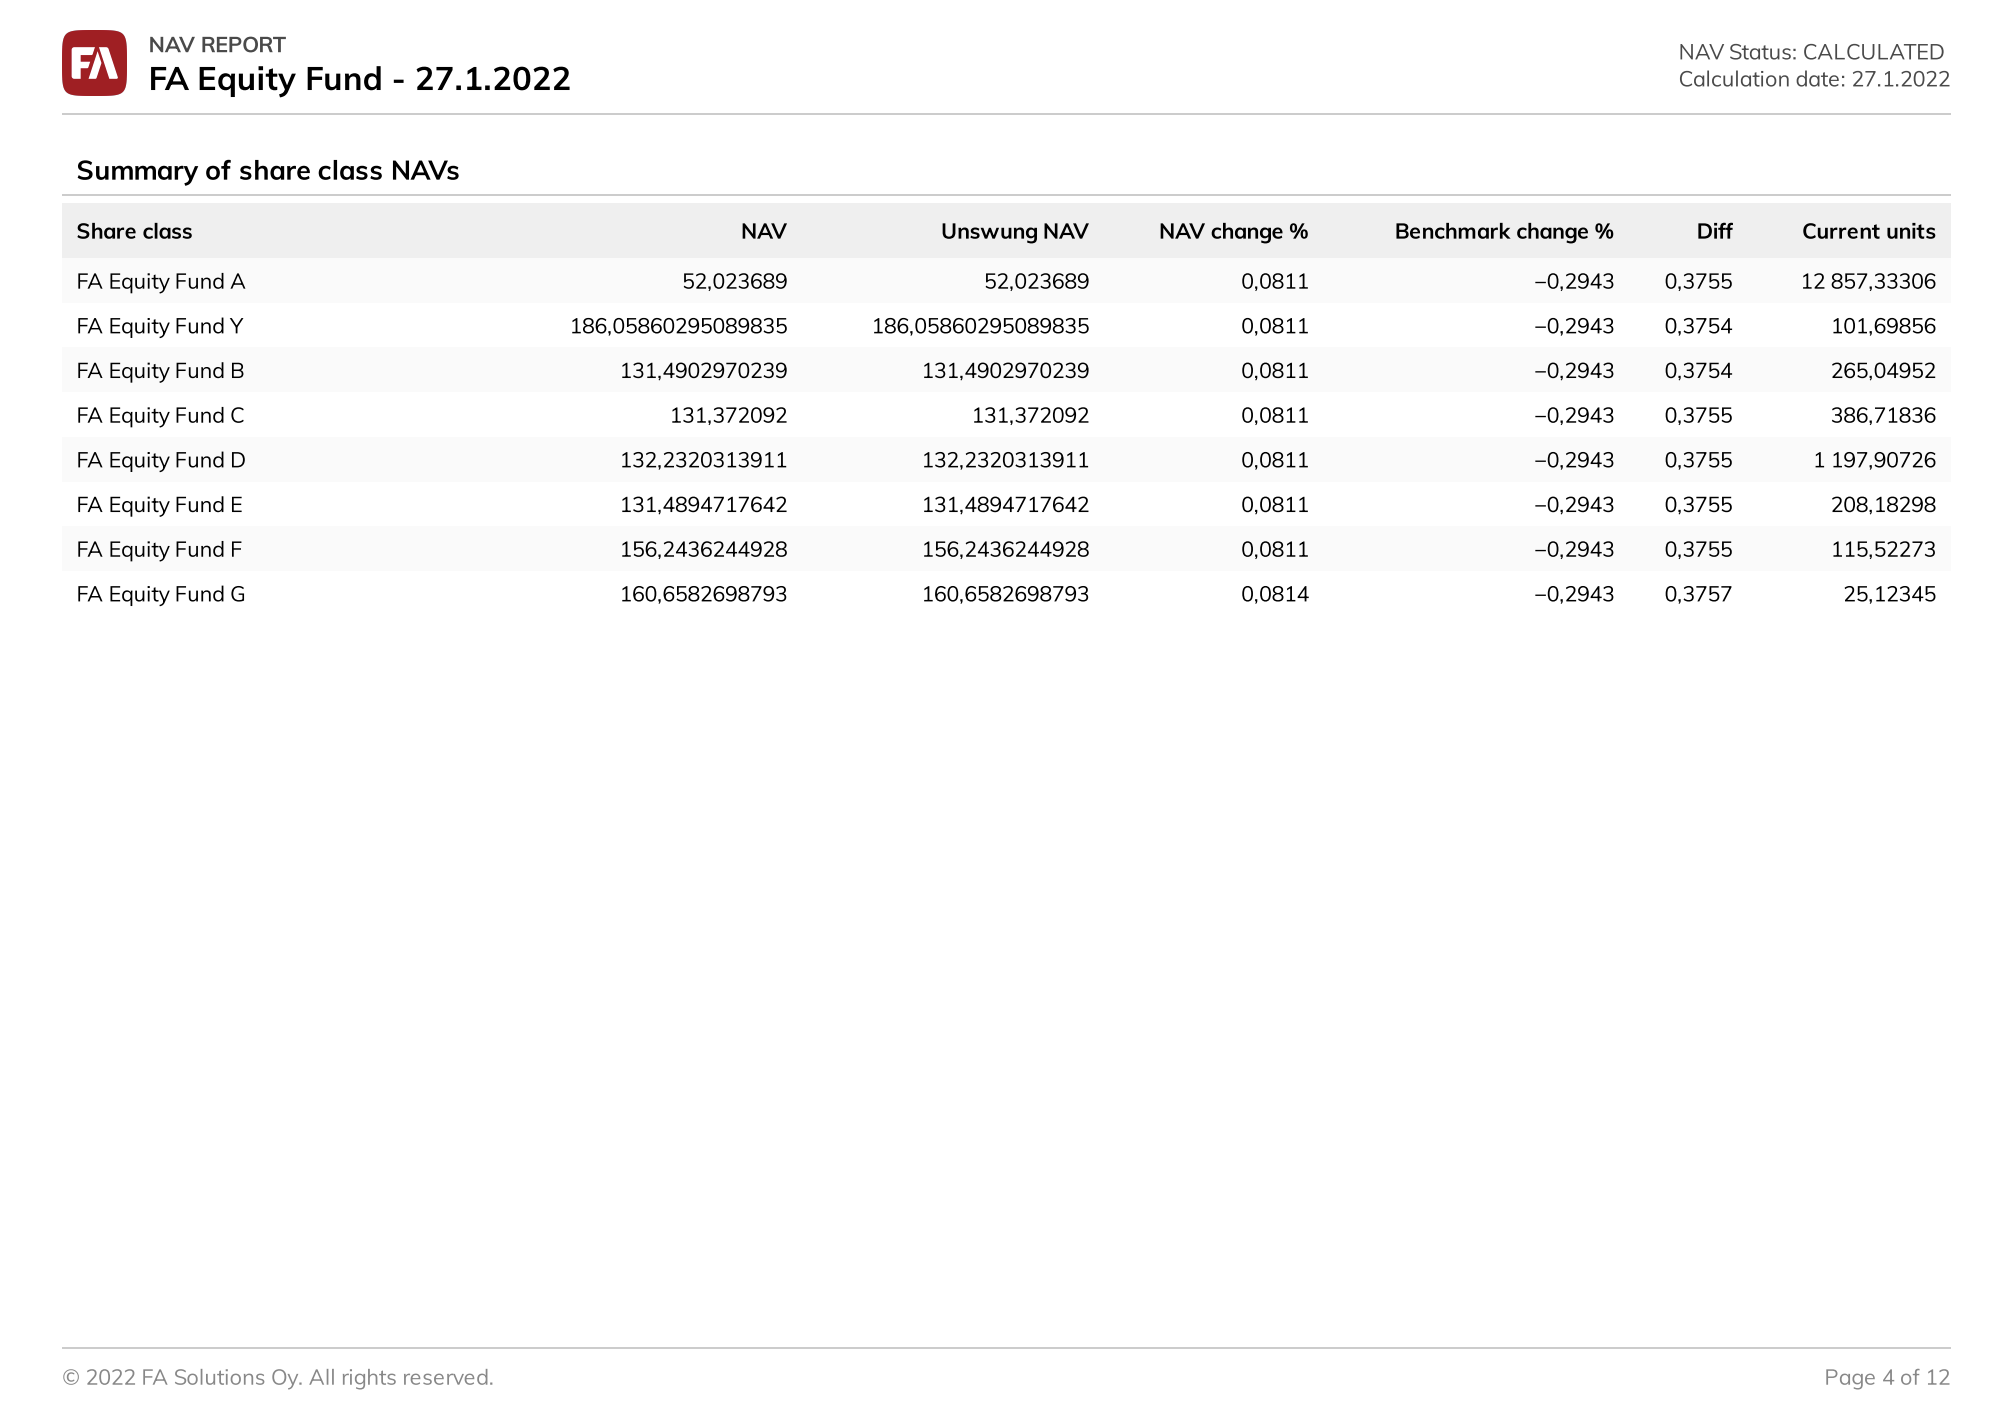 FA
NAV REPORT
FA Equity Fund - 27.1.2022
NAV Status: CALCULATED
Calculation date: 27.1.2022
Summary of share class NAVs
Share class NAV Unswung NAV NAV change % Benchmark change % Diff Current units
FA Equity Fund A 52,023689 52,023689 0,0811 −0,2943 0,3755 12 857,33306
FA Equity Fund Y 186,05860295089835 186,05860295089835 0,0811 −0,2943 0,3754 101,69856
FA Equity Fund B 131,4902970239 131,4902970239 0,0811 −0,2943 0,3754 265,04952
FA Equity Fund C 131,372092 131,372092 0,0811 −0,2943 0,3755 386,71836
FA Equity Fund D 132,2320313911 132,2320313911 0,0811 −0,2943 0,3755 1 197,90726
FA Equity Fund E 131,4894717642 131,4894717642 0,0811 −0,2943 0,3755 208,18298
FA Equity Fund F 156,2436244928 156,2436244928 0,0811 −0,2943 0,3755 115,52273
FA Equity Fund G 160,6582698793 160,6582698793 0,0814 −0,2943 0,3757 25,12345
© 2022 FA Solutions Oy. All rights reserved.
Page 4 of 12